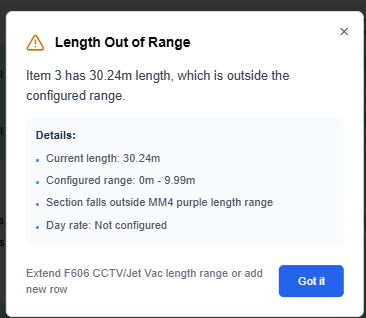 Length Out of Range
Item 3 has 30.24m length, which is outside the
configured range.
Details:
Current length: 30.24m
Configured range: 0m - 9.99m
Section falls outside MM4 purple length range
Day rate: Not configured
Extend F606 CCTV/Jet Vac length range or add
new row
Got it